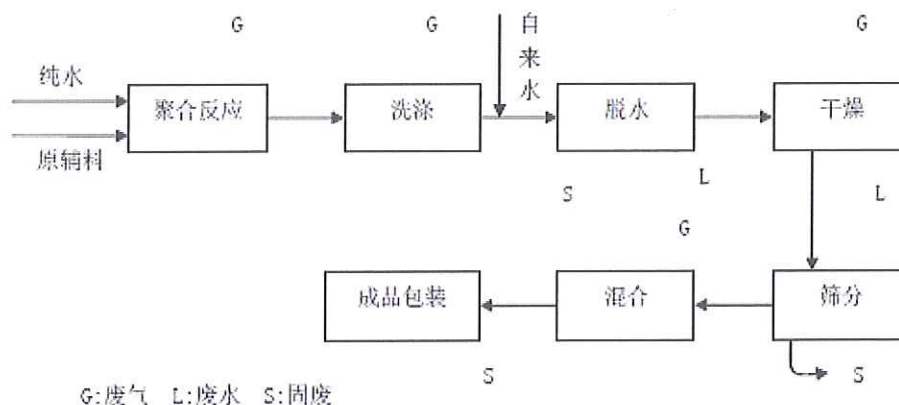 G G G
自来水
纯水
聚合反应 洗涤 脱水 干燥
原辅料
S L L
G
成品包装 混合 筛分
S S
G:废气 L:废水 S:固废